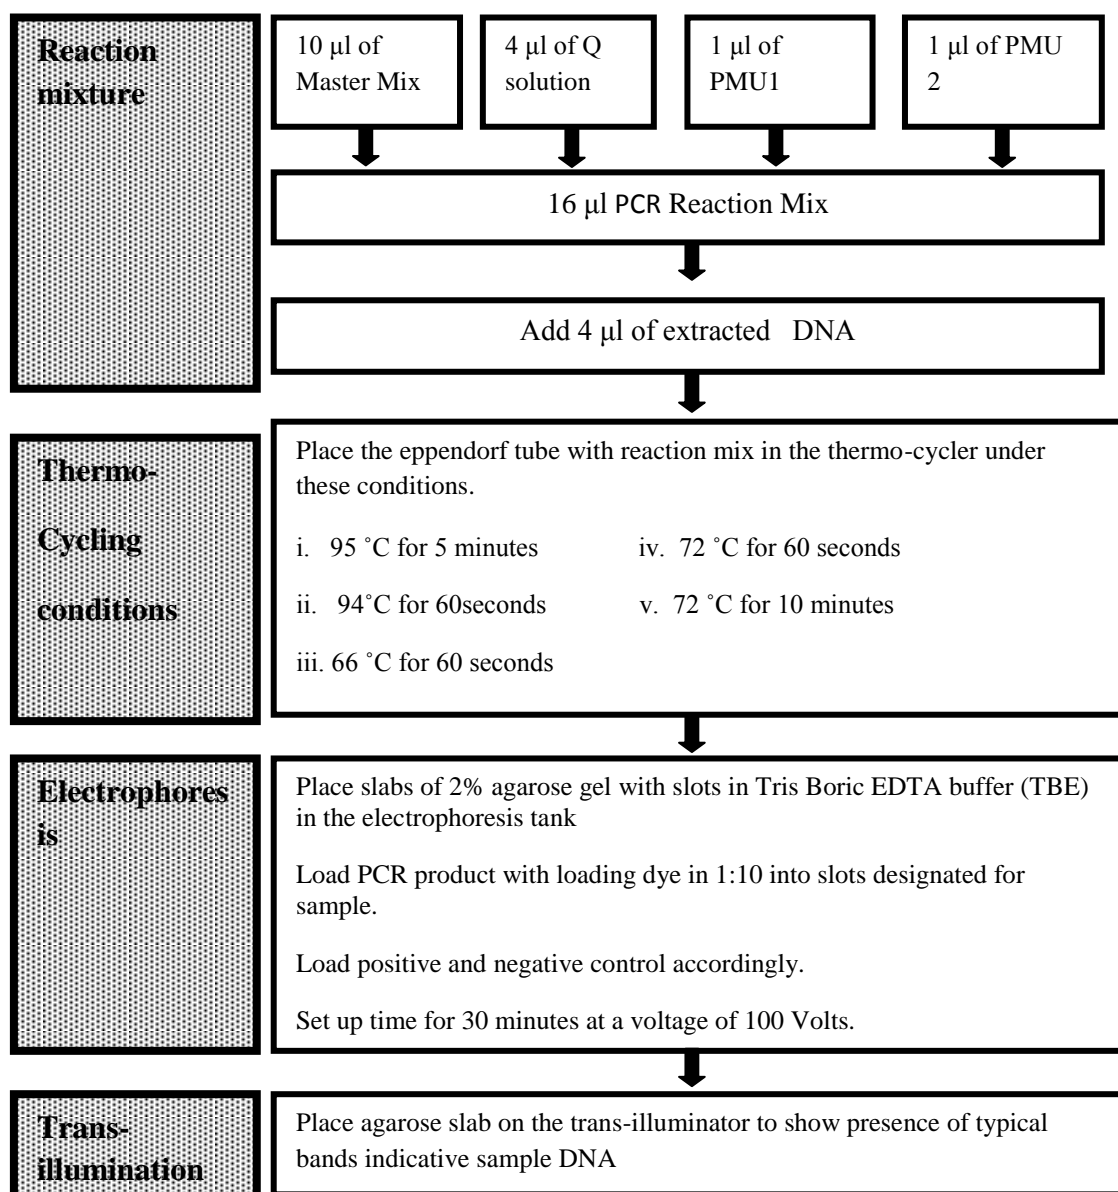 Reaction
mixture
10 µl of
Master Mix
4 µl of Q
solution
1 µl of
PMU1
1 µl of PMU
2
16 µl PCR Reaction Mix
Add 4 µl of extracted DNA
Thermo-
Cycling
conditions
Place the eppendorf tube with reaction mix in the thermo-cycler under
these conditions.
i. 95 ˚C for 5 minutes
ii. 94˚C for 60seconds
iii. 66 ˚C for 60 seconds
iv. 72 ˚C for 60 seconds
v. 72 ˚C for 10 minutes
Electrophores
is
Place slabs of 2% agarose gel with slots in Tris Boric EDTA buffer (TBE)
in the electrophoresis tank
Load PCR product with loading dye in 1:10 into slots designated for
sample.
Load positive and negative control accordingly.
Set up time for 30 minutes at a voltage of 100 Volts.
Trans-
illumination
Place agarose slab on the trans-illuminator to show presence of typical
bands indicative sample DNA